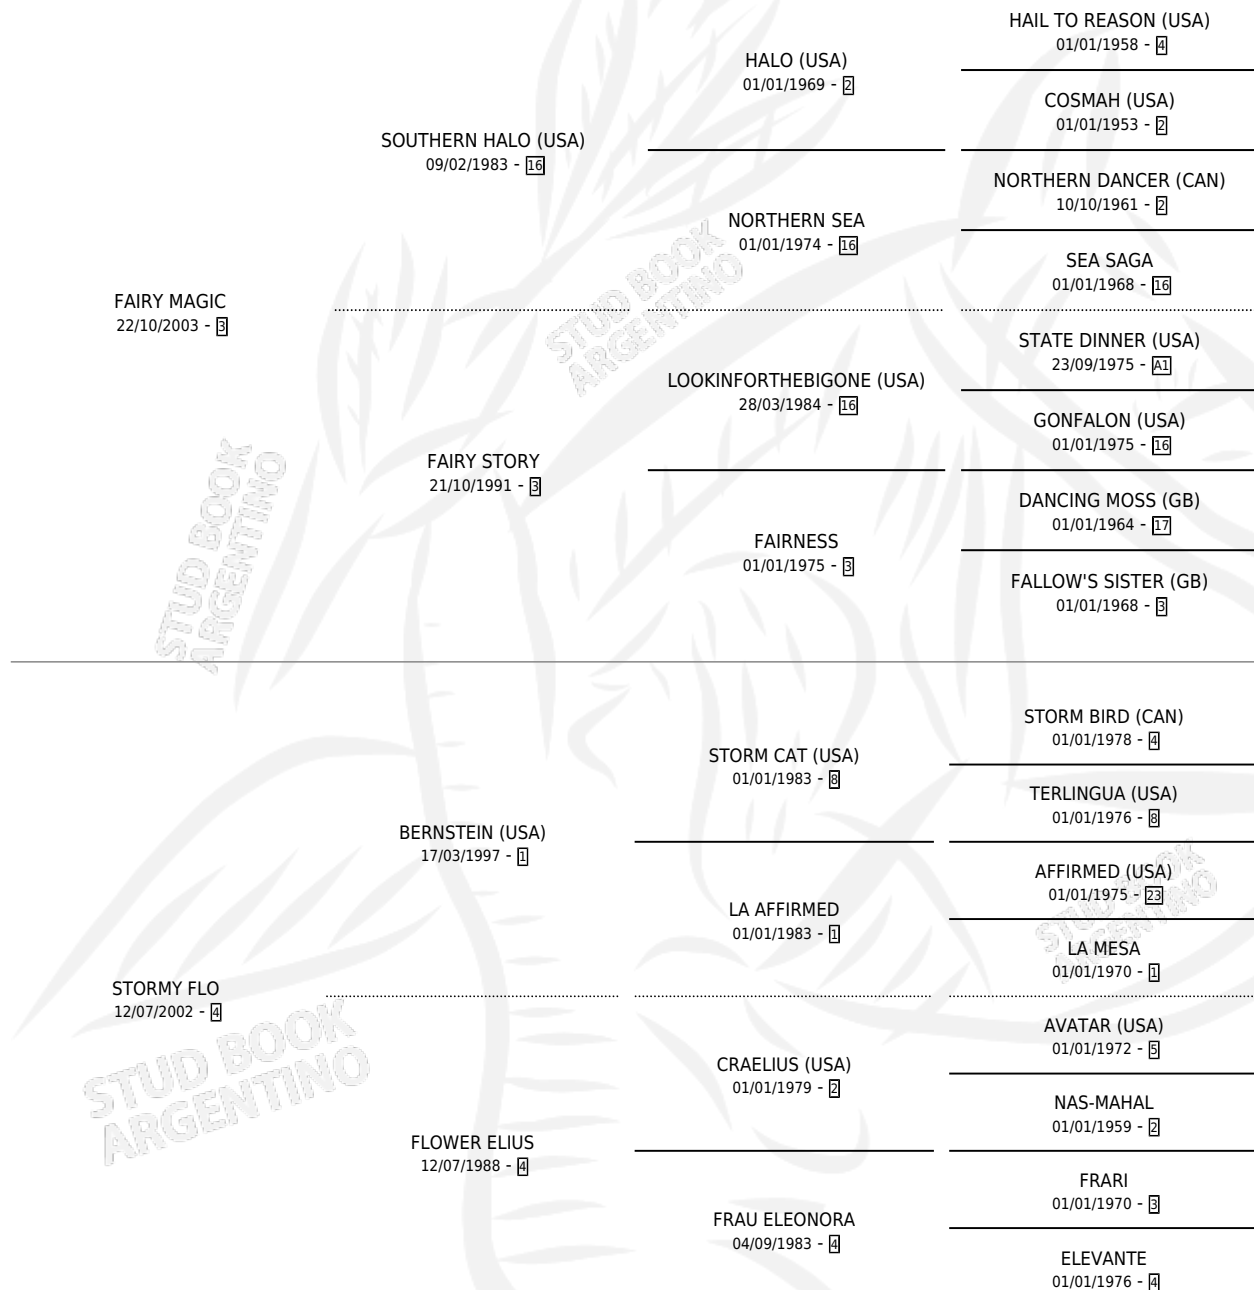 HAIL TO REASON (USA)
01/01/1958 - 4
HALO (USA)
01/01/1969 - 2
COSMAH (USA)
01/01/1953 - 2
SOUTHERN HALO (USA)
09/02/1983 - 16
NORTHERN DANCER (CAN)
10/10/1961 - 2
NORTHERN SEA
01/01/1974 - 16
SEA SAGA
01/01/1968 - 16
FAIRY MAGIC
22/10/2003 - 3
STUD BOOK
ARGENTINO
STATE DINNER (USA)
23/09/1975 - A1
LOOKINFORTHEBIGONE (USA)
28/03/1984 - 16
GONFALON (USA)
01/01/1975 - 16
FAIRY STORY
21/10/1991 - 3
DANCING MOSS (GB)
01/01/1964 - 17
FAIRNESS
01/01/1975 - 3
FALLOW'S SISTER (GB)
01/01/1968 - 3
STUD BOOK
ARGENTINO
STORM BIRD (CAN)
01/01/1978 - 4
STORM CAT (USA)
01/01/1983 - 8
TERLINGUA (USA)
01/01/1976 - 8
BERNSTEIN (USA)
17/03/1997 - 1
AFFIRMED (USA)
01/01/1975 - 23
LA AFFIRMED
01/01/1983 - 1
STUD BOOK
ARGENTINO
LA MESA
01/01/1970 - 1
STORMY FLO
12/07/2002 - 4
AVATAR (USA)
01/01/1972 - 5
STUD BOOK
ARGENTINO
CRAELIUS (USA)
01/01/1979 - 2
NAS-MAHAL
01/01/1959 - 2
FLOWER ELIUS
12/07/1988 - 4
FRARI
01/01/1970 - 3
FRAU ELEONORA
04/09/1983 - 4
ELEVANTE
01/01/1976 - 4